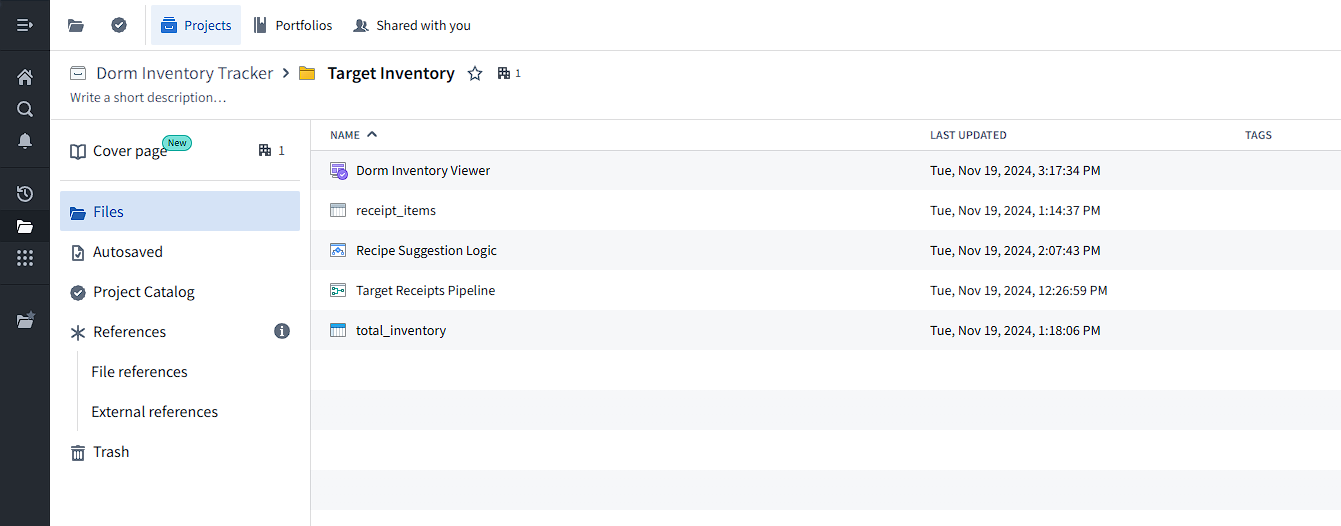 Projects Portfolios Shared with you
Dorm Inventory Tracker Target Inventory 1
Write a short description…
Cover page New 1
Files
Autosaved
Project Catalog
References
File references
External references
Trash
NAME LAST UPDATED TAGS
Dorm Inventory Viewer Tue, Nov 19, 2024, 3:17:34 PM
receipt_items Tue, Nov 19, 2024, 1:14:37 PM
Recipe Suggestion Logic Tue, Nov 19, 2024, 2:07:43 PM
Target Receipts Pipeline Tue, Nov 19, 2024, 12:26:59 PM
total_inventory Tue, Nov 19, 2024, 1:18:06 PM